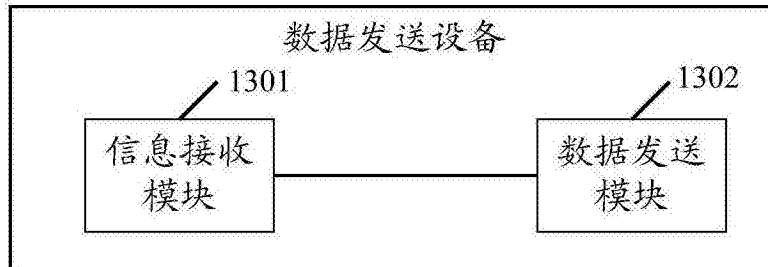 数据发送设备
1301
1302
信息接收
模块
数据发送
模块